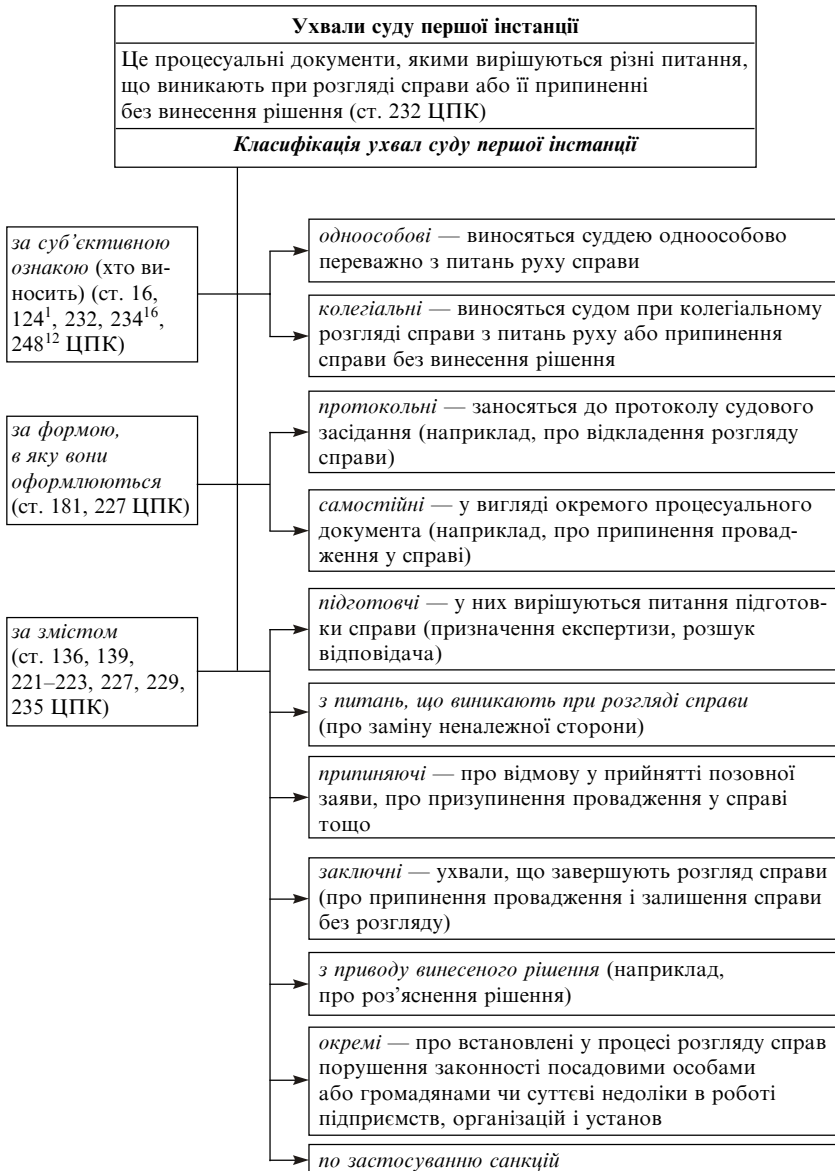 Ухвали суду першої інстанції
Це процесуальні документи, якими вирішуються різні питання,
що виникають при розгляді справи або її припиненні
без винесення рішення (ст. 232 ЦПК)
Класифікація ухвал суду першої інстанції
за суб’єктивною
ознакою (хто ви-
носить) (ст. 16,
124¹, 232, 234¹⁶,
248¹² ЦПК)
одноособові — виносяться суддею одноособово
переважно з питань руху справи
колегіальні — виносяться судом при колегіальному
розгляді справи з питань руху або припинення
справи без винесення рішення
за формою,
в яку вони
оформлюються
(ст. 181, 227 ЦПК)
протокольні — заносяться до протоколу судового
засідання (наприклад, про відкладення розгляду
справи)
самостійні — у вигляді окремого процесуального
документа (наприклад, про припинення провад-
ження у справі)
за змістом
(ст. 136, 139,
221–223, 227, 229,
235 ЦПК)
підготовчі — у них вирішуються питання підготов-
ки справи (призначення експертизи, розшук
відповідача)
з питань, що виникають при розгляді справи
(про заміну неналежної сторони)
припиняючі — про відмову у прийнятті позовної
заяви, про призупинення провадження у справі
тощо
заключні — ухвали, що завершують розгляд справи
(про припинення провадження і залишення справи
без розгляду)
з приводу винесеного рішення (наприклад,
про роз’яснення рішення)
окремі — про встановлені у процесі розгляду справ
порушення законності посадовими особами
або громадянами чи суттєві недоліки в роботі
підприємств, організацій і установ
по застосуванню санкцій